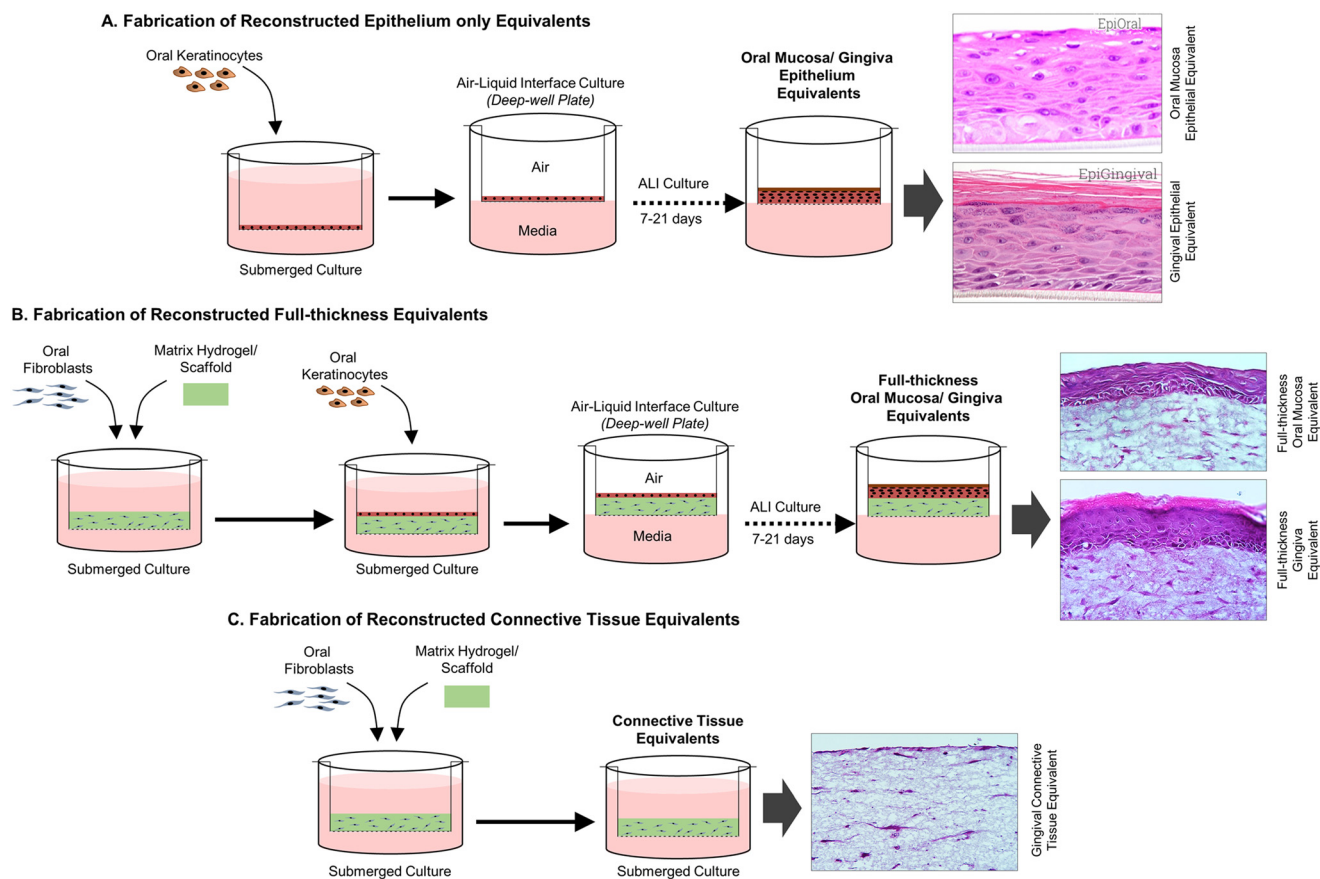 A. Fabrication of Reconstructed Epithelium only Equivalents
Oral Keratinocytes
Submerged Culture
Air-Liquid Interface Culture
(Deep-well Plate)
Air
Media
ALI Culture
7-21 days
Oral Mucosa/ Gingiva
Epithelium
Equivalents
EpiOral
Oral Mucosa
Epithelial Equivalent
EpiGingival
Gingival Epithelial
Equivalent
B. Fabrication of Reconstructed Full-thickness Equivalents
Oral
Fibroblasts
Matrix Hydrogel/
Scaffold
Submerged Culture
Oral
Keratinocytes
Submerged Culture
Air-Liquid Interface Culture
(Deep-well Plate)
Air
Media
ALI Culture
7-21 days
Full-thickness
Oral Mucosa/ Gingiva
Equivalents
Full-thickness
Oral Mucosa
Equivalent
Full-thickness
Gingiva
Equivalent
C. Fabrication of Reconstructed Connective Tissue Equivalents
Oral
Fibroblasts
Matrix Hydrogel/
Scaffold
Submerged Culture
Connective Tissue
Equivalents
Submerged Culture
Gingival Connective
Tissue Equivalent